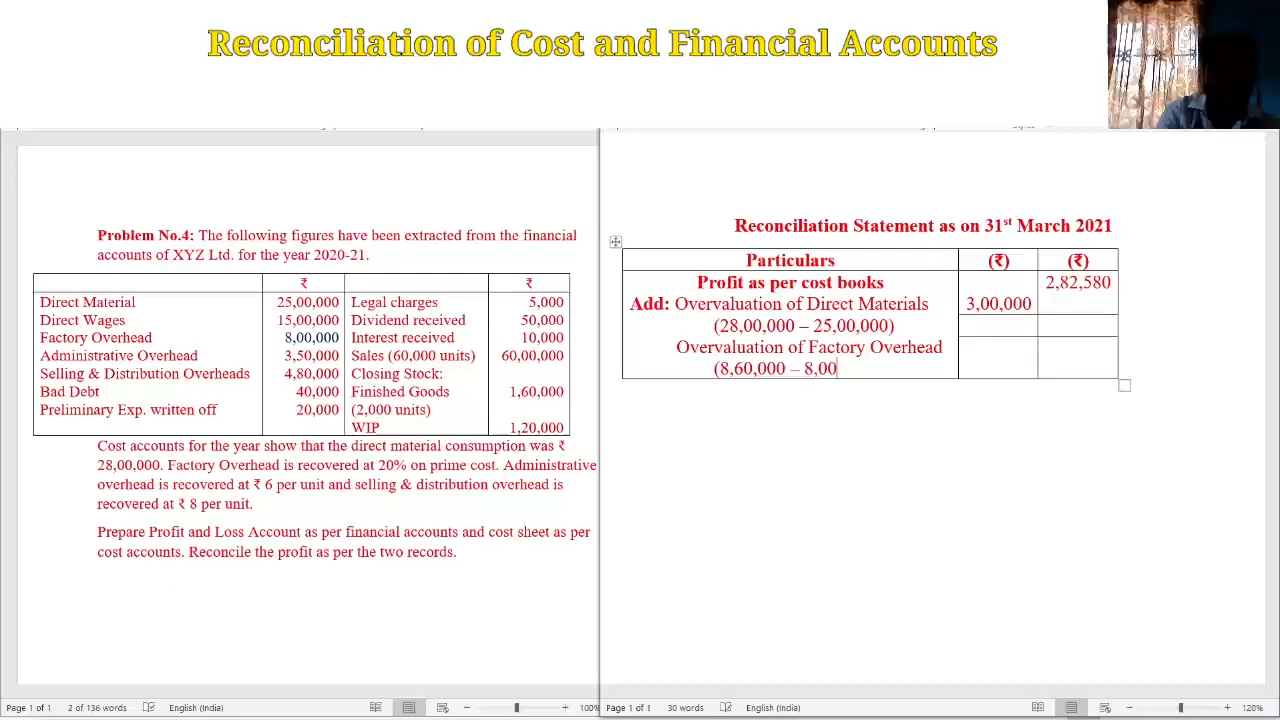 Reconciliation of Cost and Financial Accounts
Problem No.4: The following figures have been extracted from the financial
accounts of XYZ Ltd. for the year 2020-21.
₹ ₹
Direct Material 25,00,000 Legal charges 5,000
Direct Wages 15,00,000 Dividend received 50,000
Factory Overhead 8,00,000 Interest received 10,000
Administrative Overhead 3,50,000 Sales (60,000 units) 60,00,000
Selling & Distribution Overheads 4,80,000 Closing Stock:
Bad Debt 40,000 Finished Goods 1,60,000
Preliminary Exp. written off 20,000 (2,000 units)
WIP 1,20,000
Cost accounts for the year show that the direct material consumption was ₹
28,00,000. Factory Overhead is recovered at 20% on prime cost. Administrative
overhead is recovered at ₹ 6 per unit and selling & distribution overhead is
recovered at ₹ 8 per unit.
Prepare Profit and Loss Account as per financial accounts and cost sheet as per
cost accounts. Reconcile the profit as per the two records.
Page 1 of 1 2 of 136 words English (India) 100%
Reconciliation Statement as on 31st March 2021
Particulars (₹) (₹)
Profit as per cost books 2,82,580
Add: Overvaluation of Direct Materials 3,00,000
(28,00,000 – 25,00,000)
Overvaluation of Factory Overhead
(8,60,000 – 8,00
Page 1 of 1 30 words English (India) 120%